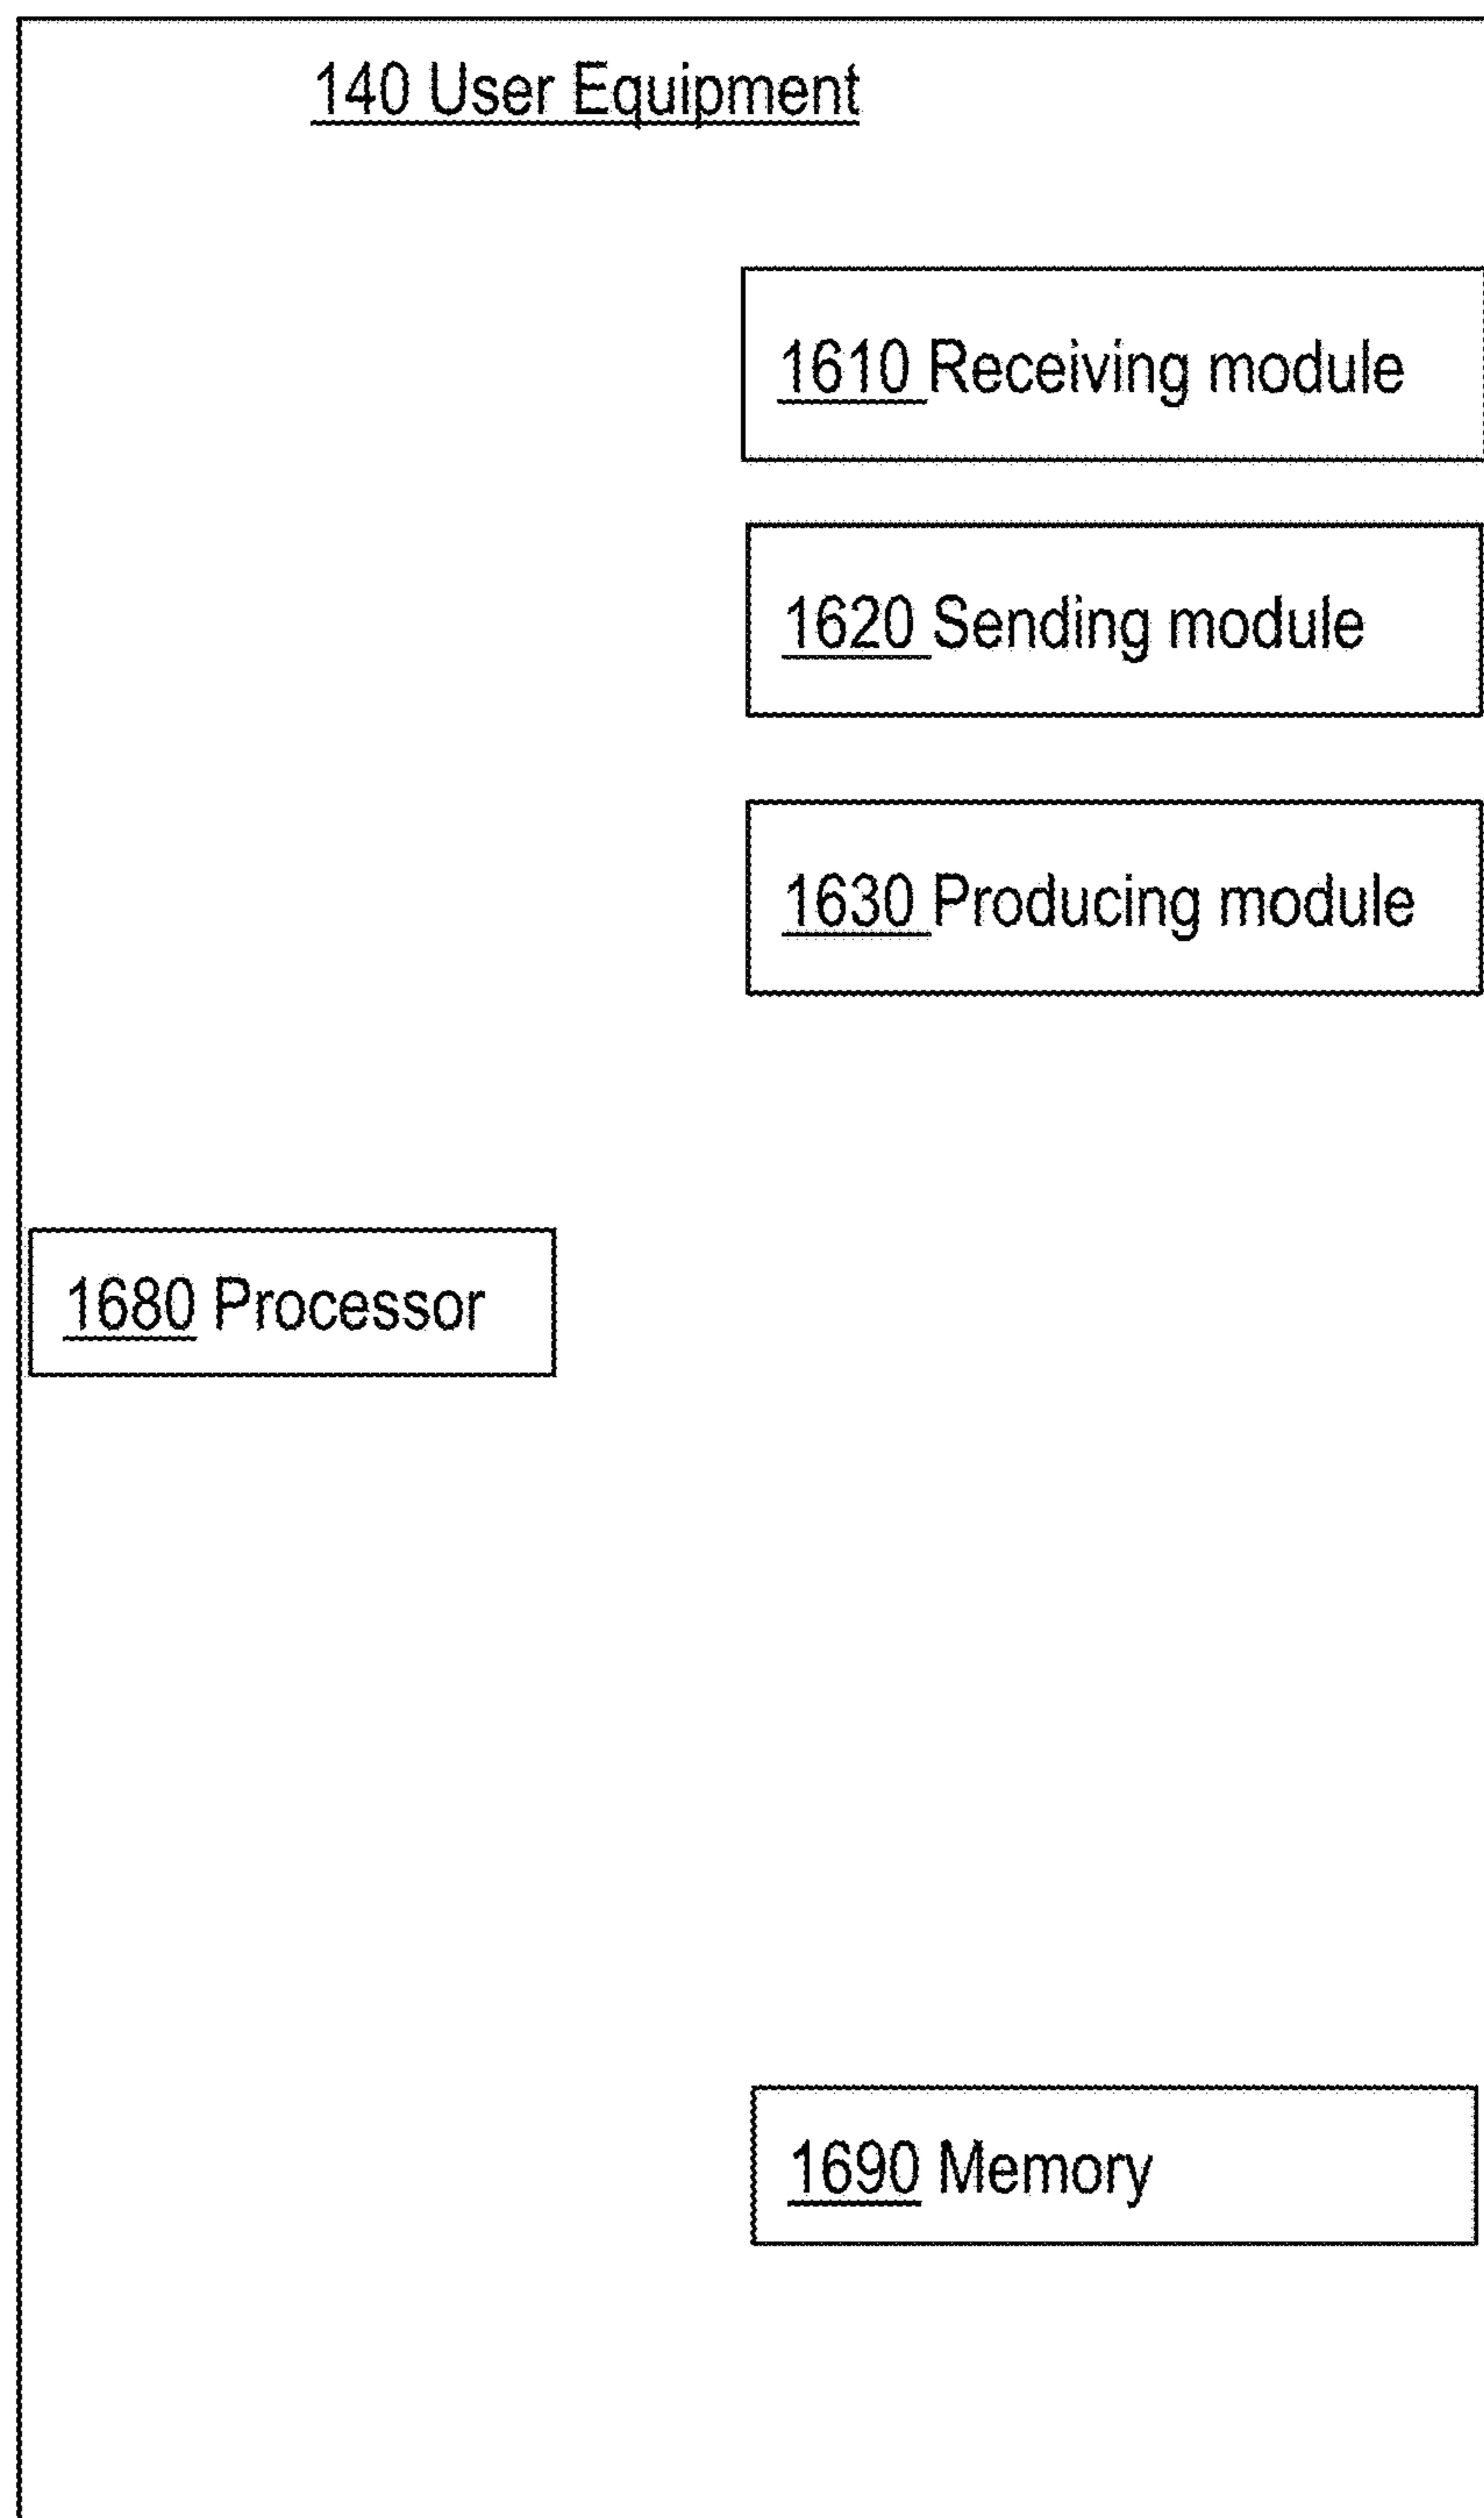 140 User Equipment
1610 Receiving module
1620 Sending module
1630 Producing module
1680 Processor
1690 Memory